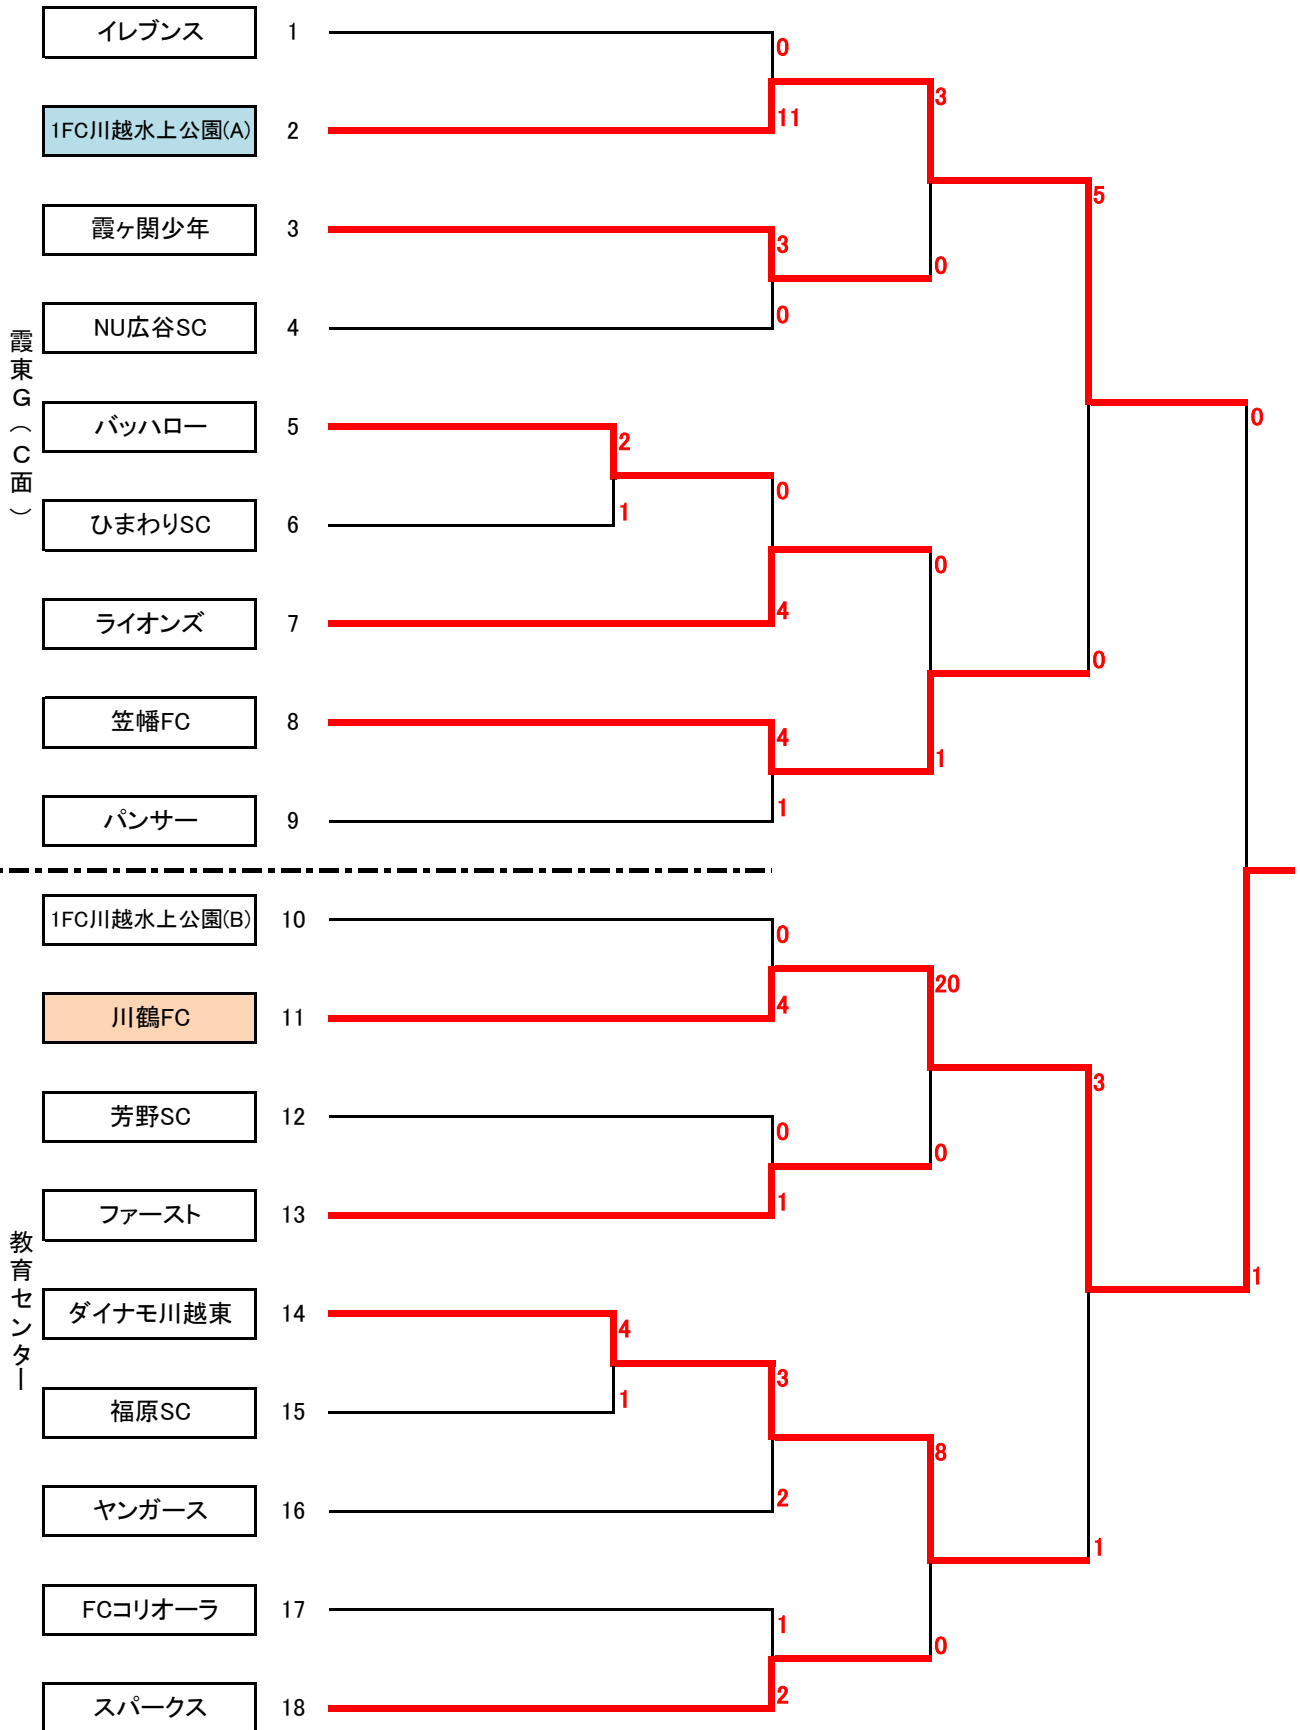 イレブンス 1
0
3
1FC川越水上公園(A) 2
11
5
霞ヶ関少年 3
3
0
NU広谷SC 4
0
霞東G（C面）
バッハロー 5
2
0
0
ひまわりSC 6
1
0
ライオンズ 7
4
0
笠幡FC 8
4
1
パンサー 9
1
1FC川越水上公園(B) 10
0
20
川鶴FC 11
4
3
芳野SC 12
0
0
ファースト 13
1
教育センター
ダイナモ川越東 14
4
1
3
福原SC 15
1
8
ヤンガース 16
2
1
FCコリオーラ 17
1
0
スパークス 18
2